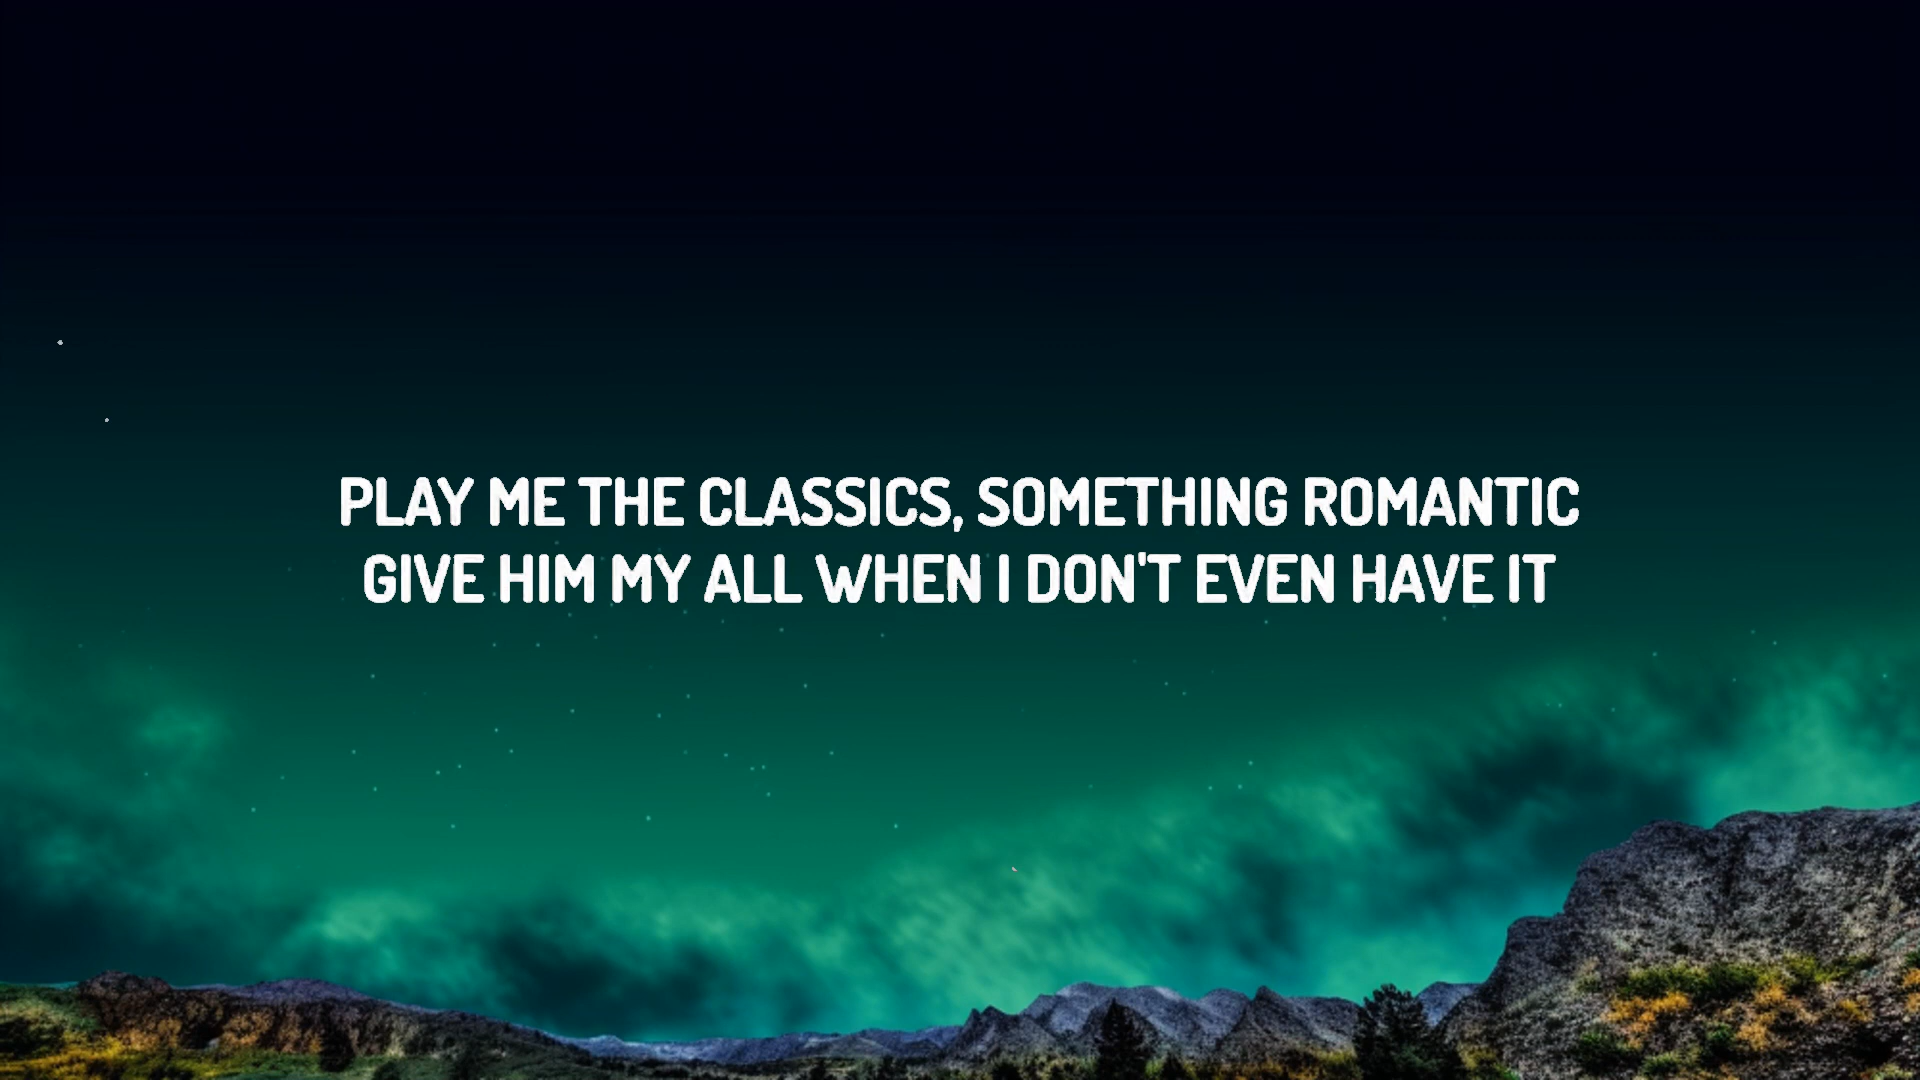 PLAY ME THE CLASSICS, SOMETHING ROMANTIC
GIVE HIM MY ALL WHEN I DON'T EVEN HAVE IT